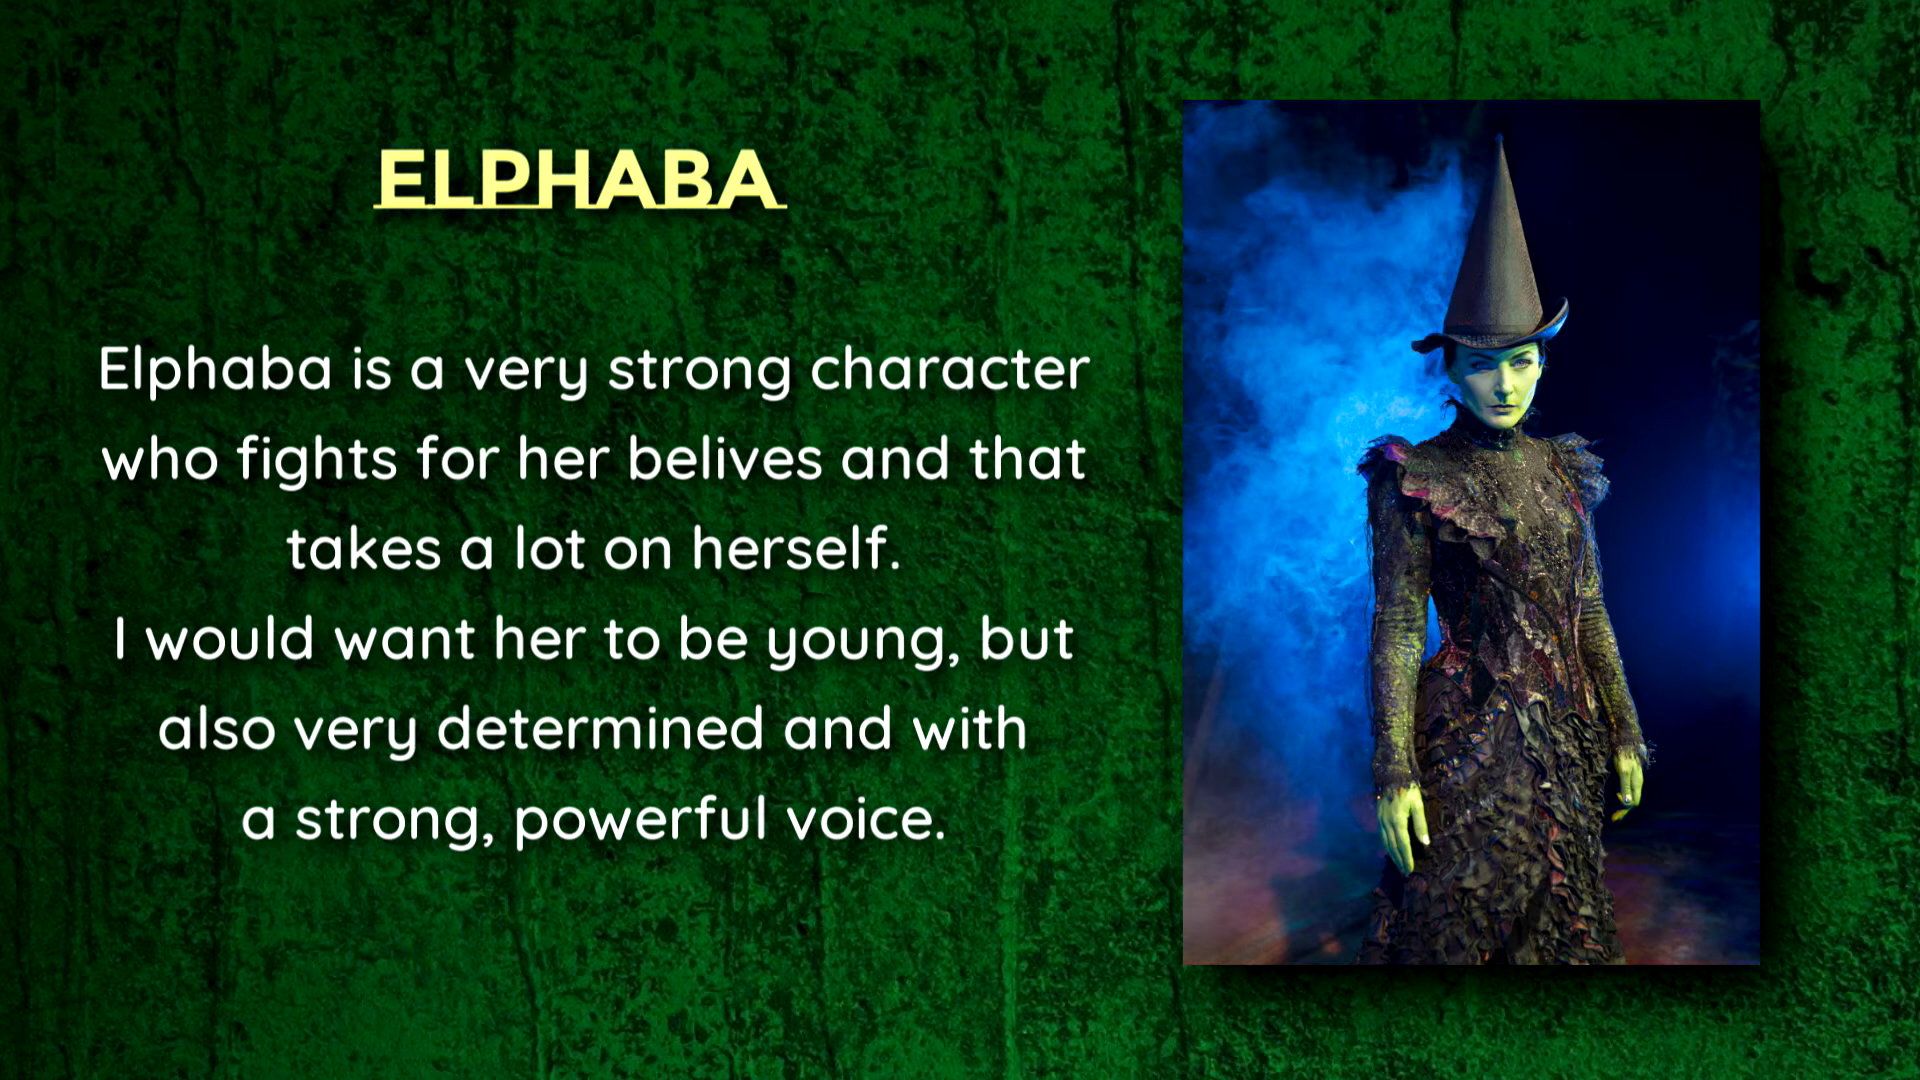 ELPHABA
Elphaba is a very strong character
who fights for her belives and that
takes a lot on herself.
I would want her to be young, but
also very determined and with
a strong, powerful voice.